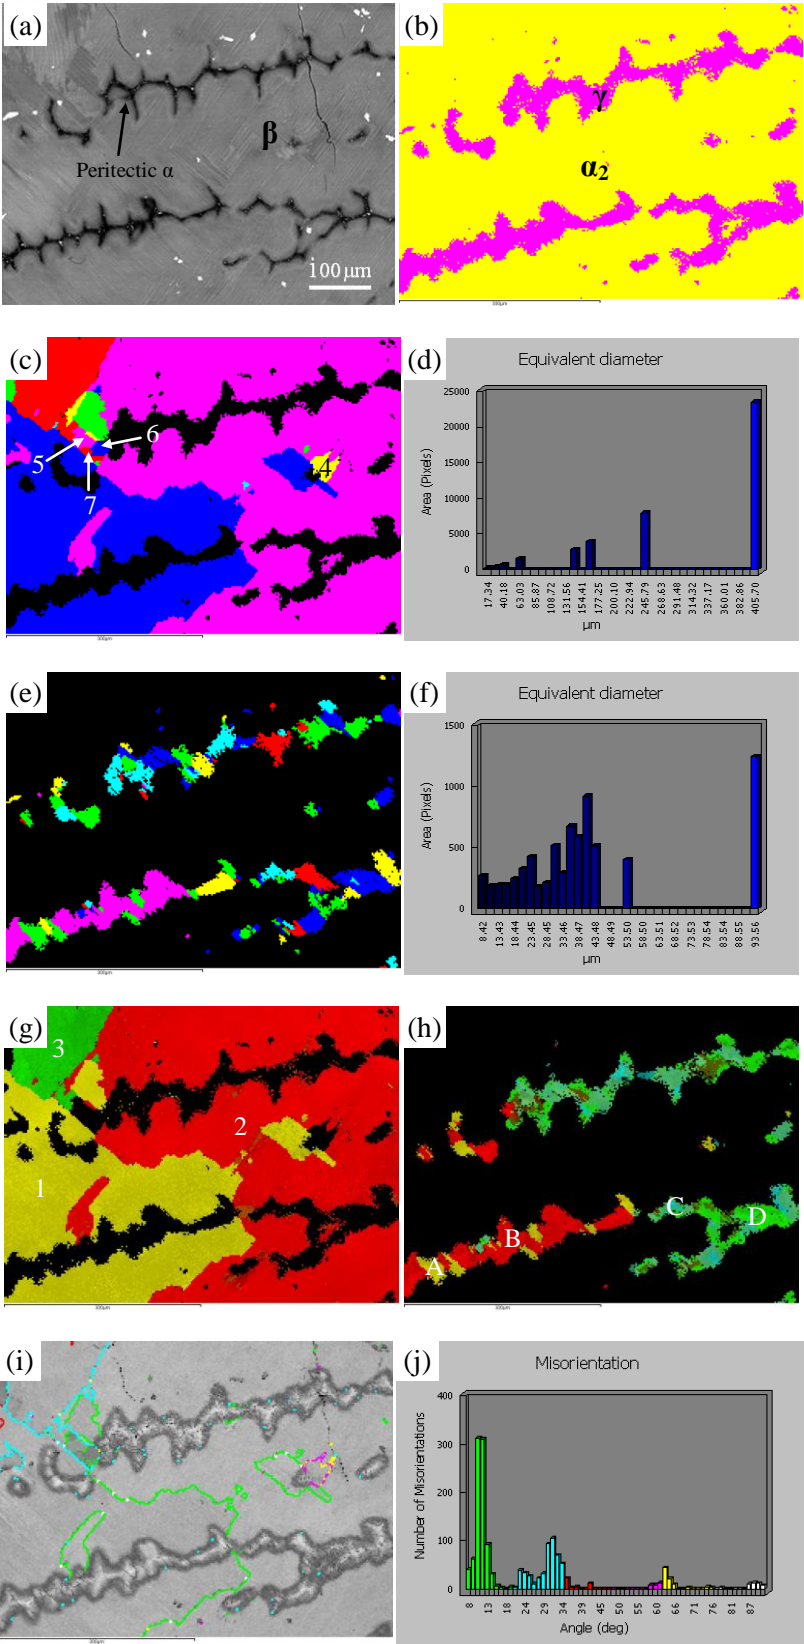 (a)
β
Peritectic α
100 μm
(b)
γ
α2
300μm
(c)
6
5
4
7
300μm
(d)
Equivalent diameter
25000
20000
15000
10000
5000
0
Area (Pixels)
17.34 40.18 63.03 85.87 108.72 131.56 154.41 177.25 200.10 222.94 245.79 268.63 291.48 314.32 337.17 360.01 382.86 405.70
μm
(e)
300μm
(f)
Equivalent diameter
1500
1000
500
0
Area (Pixels)
8.42 13.43 18.44 23.45 28.45 33.46 38.47 43.48 48.49 53.50 58.50 63.51 68.52 73.53 78.54 83.54 88.55 93.56
μm
(g)
3
2
1
300μm
(h)
C
D
B
A
300μm
(i)
300μm
(j)
Misorientation
400
300
200
100
0
Number of Misorientations
8 13 18 24 29 34 39 45 50 55 60 66 71 76 81 87
Angle (deg)